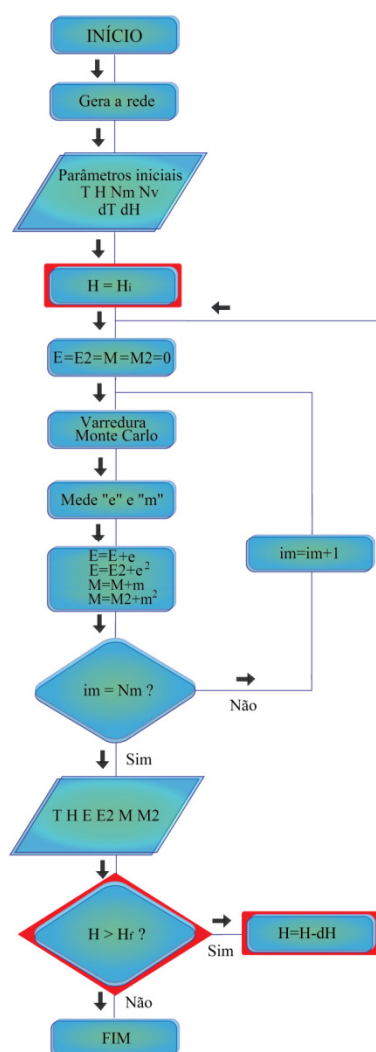 INÍCIO
Gera a rede
Parâmetros iniciais
T H Nm Nv
dT dH
H = Hi
E=E2=M=M2=0
Varredura
Monte Carlo
Mede "e" e "m"
im=im+1
E=E+e
E=E2+e²
M=M+m
M=M2+m²
im = Nm ?
Não
Sim
T H E E2 M M2
H > Hf ?
Sim
H=H-dH
Não
FIM